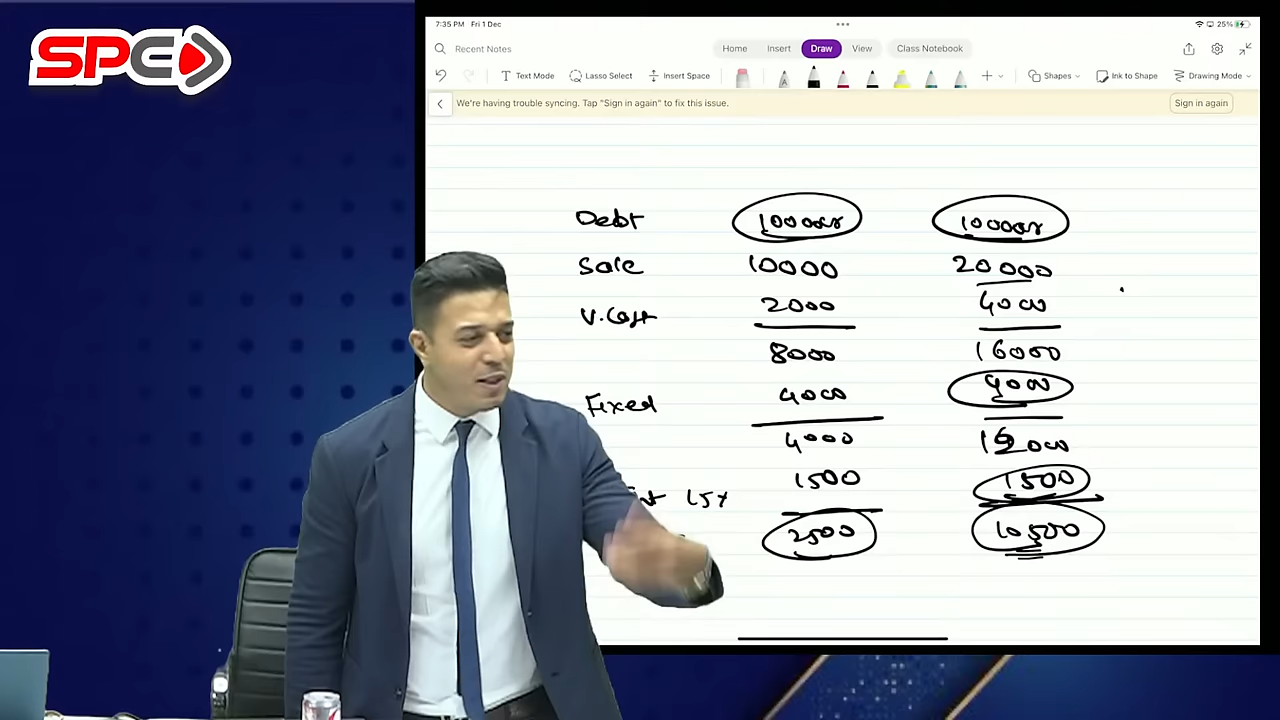 SPE
7:35 PM Fri 1 Dec
25%
Recent Notes
Home Insert Draw View Class Notebook
Text Mode Lasso Select Insert Space Shapes Ink to Shape Drawing Mode
We're having trouble syncing. Tap "Sign in again" to fix this issue. Sign in again
Debt
Sale 10000 20000
V.Cost 2000 4000
8000 16000
Fixed 4000 4000
4000 12000
15% 1500 1500
2500 10500